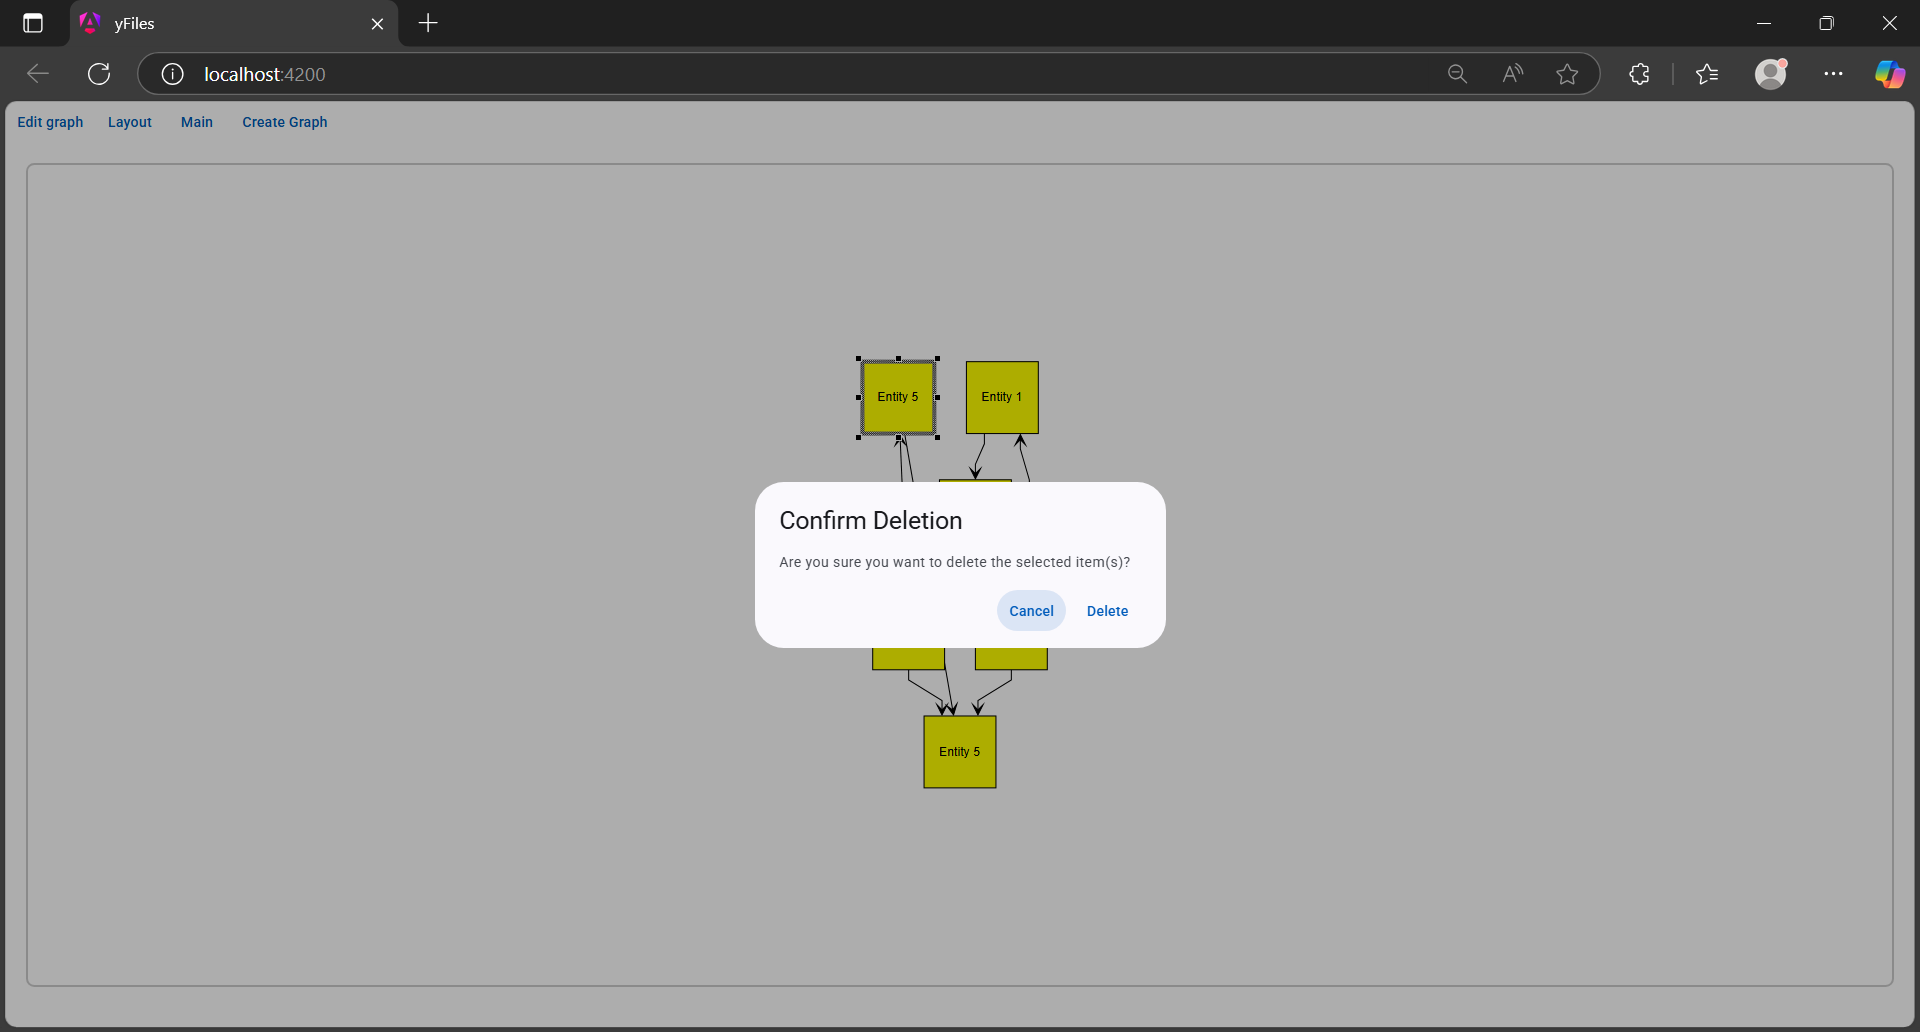 yFiles
localhost:4200
Edit graph Layout Main Create Graph
Entity 5 Entity 1
Confirm Deletion
Are you sure you want to delete the selected item(s)?
Cancel Delete
Entity 5